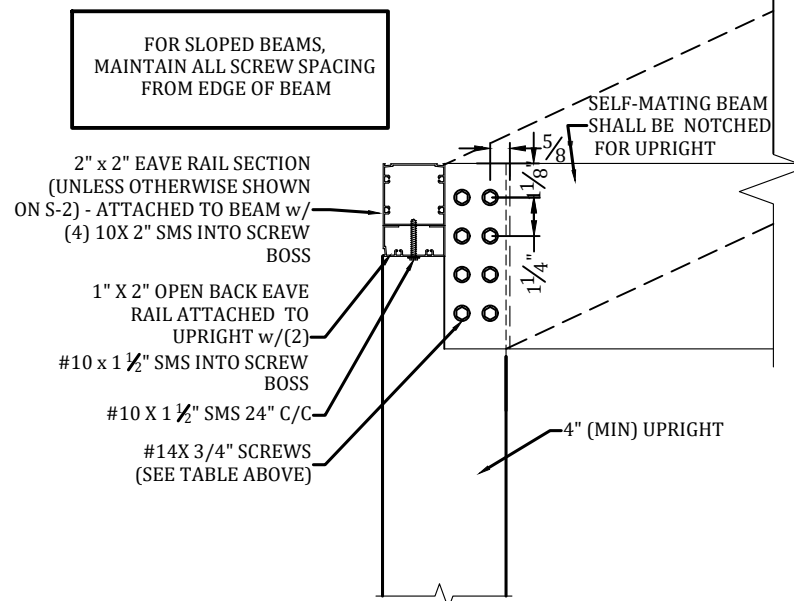 FOR SLOPED BEAMS,
MAINTAIN ALL SCREW SPACING
FROM EDGE OF BEAM
SELF-MATING BEAM
SHALL BE NOTCHED
FOR UPRIGHT
5/8"
1 1/8"
1 1/4"
2" x 2" EAVE RAIL SECTION
(UNLESS OTHERWISE SHOWN
ON S-2) - ATTACHED TO BEAM w/
(4) 10X 2" SMS INTO SCREW
BOSS
1" X 2" OPEN BACK EAVE
RAIL ATTACHED TO
UPRIGHT w/(2)
#10 x 1 1/2" SMS INTO SCREW
BOSS
#10 X 1 1/2" SMS 24" C/C
#14X 3/4" SCREWS
(SEE TABLE ABOVE)
4" (MIN) UPRIGHT